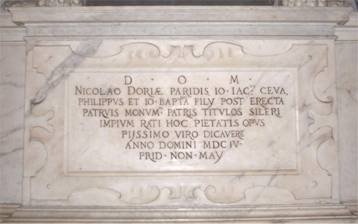 D O M
NICOLAO DORIÆ PARIDIS IO· IAC: CEVA
PHILIPPVS ET IO· BAPTA FILII POST ERECTA
PATRVIS MONVM: PATRIS TITVLOS SILERI
IMPIVM RATI HOC PIETATIS OPVS
PIISSIMO VIRO DICAVERE
ANNO DOMINI MDCIV·
PRID· NON· MAY